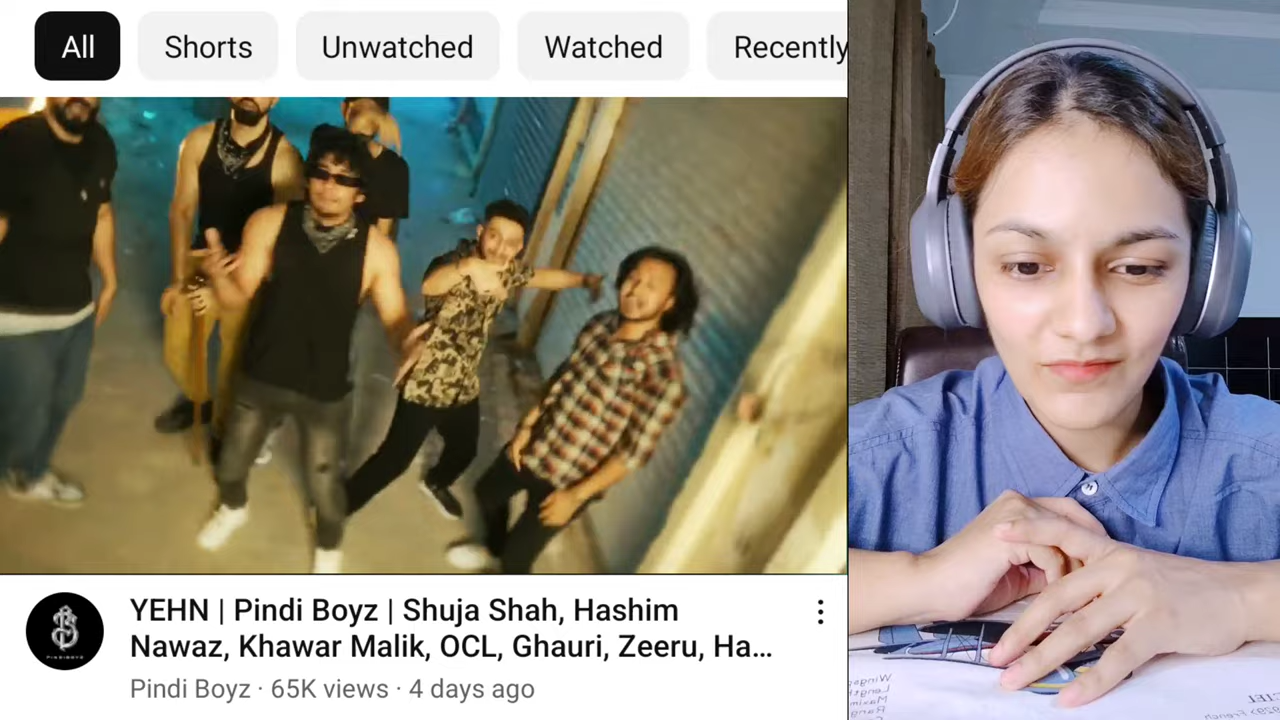 All
Shorts
Unwatched
Watched
Recently
YEHN | Pindi Boyz | Shuja Shah, Hashim
Nawaz, Khawar Malik, OCL, Ghauri, Zeeru, Ha...
Pindi Boyz · 65K views · 4 days ago